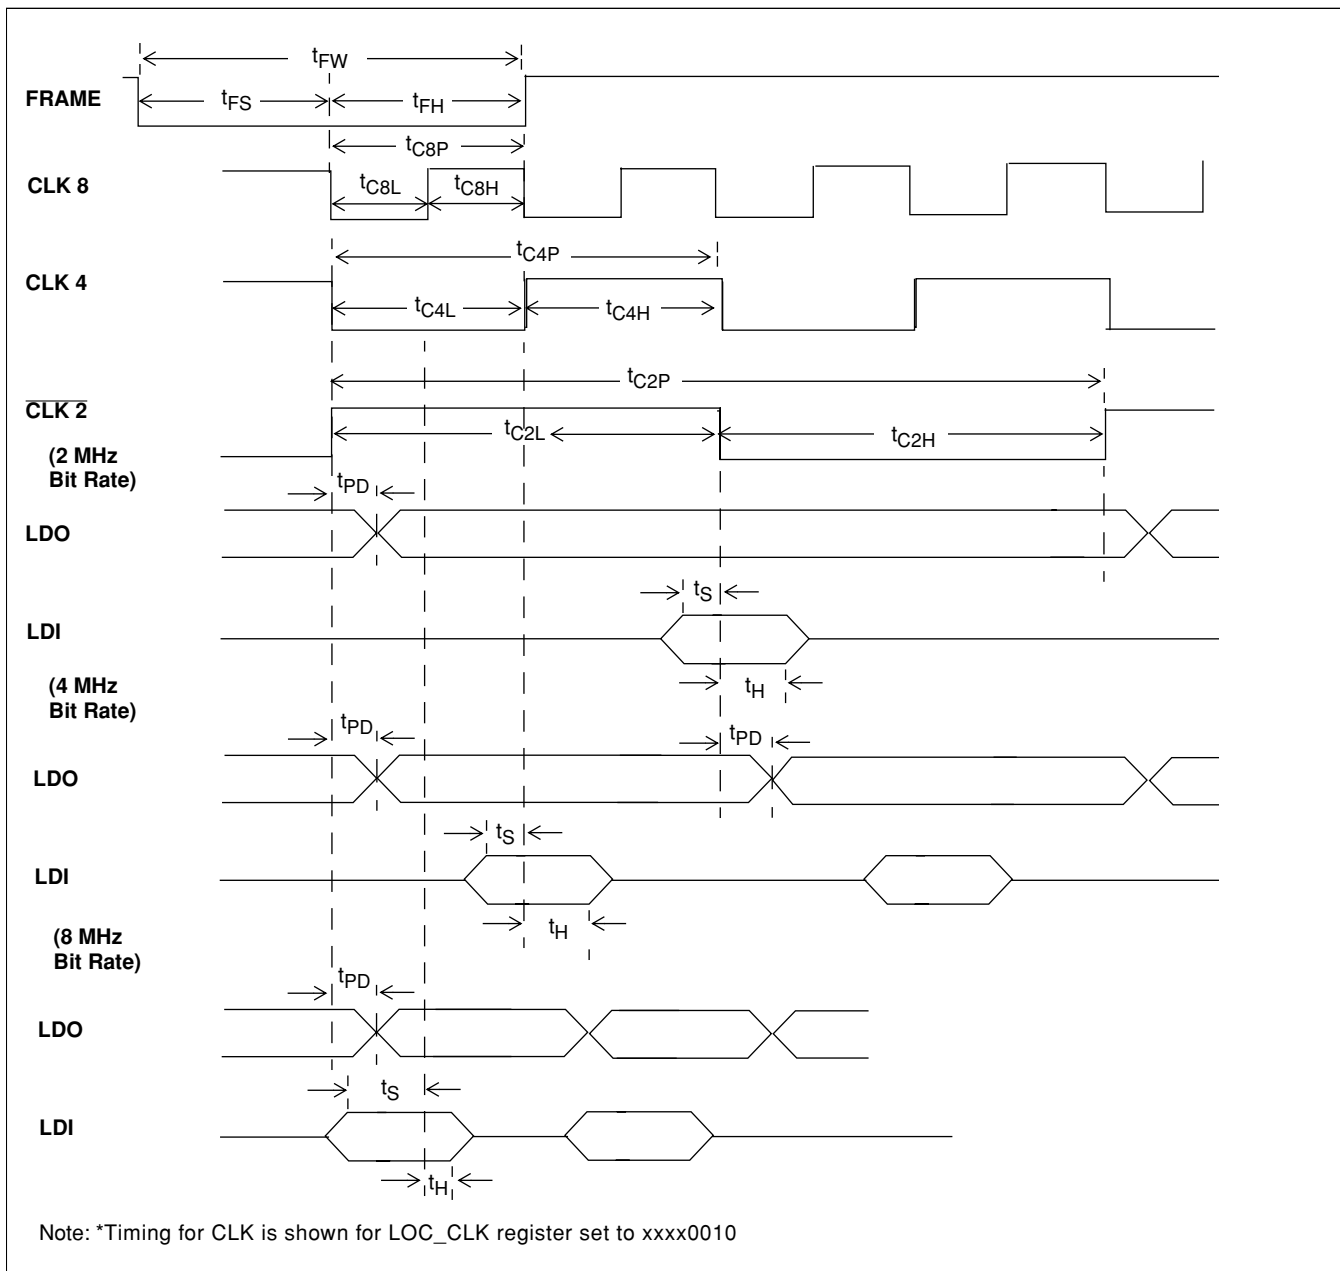 tFW
FRAME
tFS
tFH
tC8P
CLK 8
tC8L
tC8H
tC4P
CLK 4
tC4L
tC4H
tC2P
CLK 2
tC2L
tC2H
(2 MHz
Bit Rate)
tPD
LDO
tS
LDI
tH
(4 MHz
Bit Rate)
tPD
tPD
LDO
tS
LDI
tH
(8 MHz
Bit Rate)
tPD
LDO
tS
LDI
tH
Note: *Timing for CLK is shown for LOC_CLK register set to xxxx0010